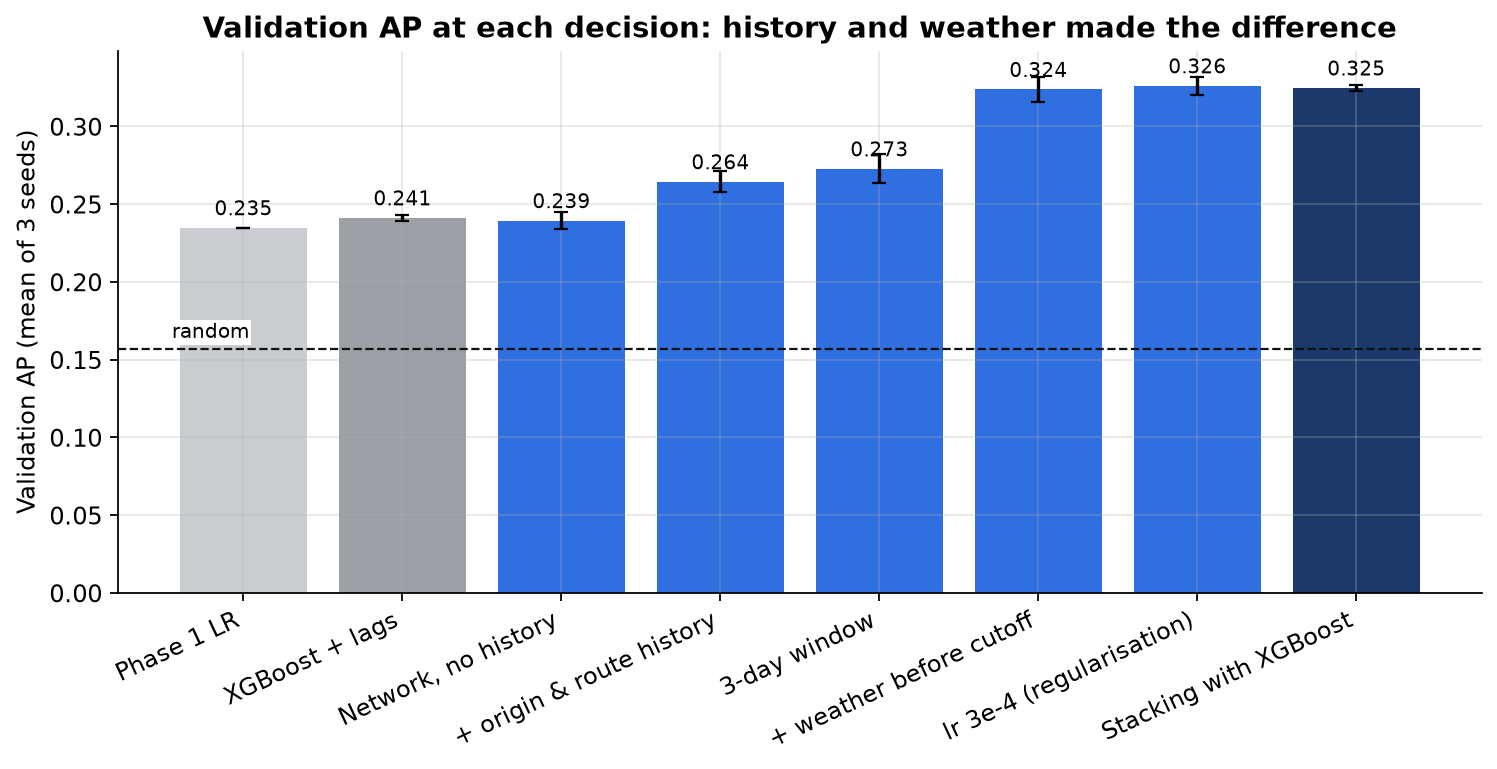 Validation AP at each decision: history and weather made the difference
Validation AP (mean of 3 seeds)
0.30
0.25
0.20
0.15
0.10
0.05
0.00
0.235
0.241
0.239
0.264
0.273
0.324
0.326
0.325
random
Phase 1 LR
XGBoost + lags
Network, no history
+ origin & route history
3-day window
+ weather before cutoff
lr 3e-4 (regularisation)
Stacking with XGBoost